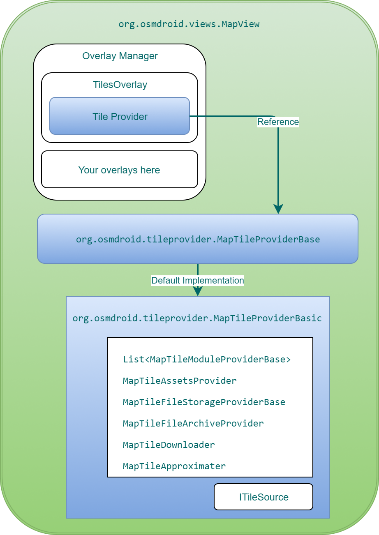 org.osmdroid.views.MapView
Overlay Manager
TilesOverlay
Tile Provider
Reference
Your overlays here
org.osmdroid.tileprovider.MapTileProviderBase
Default Implementation
org.osmdroid.tileprovider.MapTileProviderBasic
List<MapTileModuleProviderBase>
MapTileAssetsProvider
MapTileFileStorageProviderBase
MapTileFileArchiveProvider
MapTileDownloader
MapTileApproximater
ITileSource